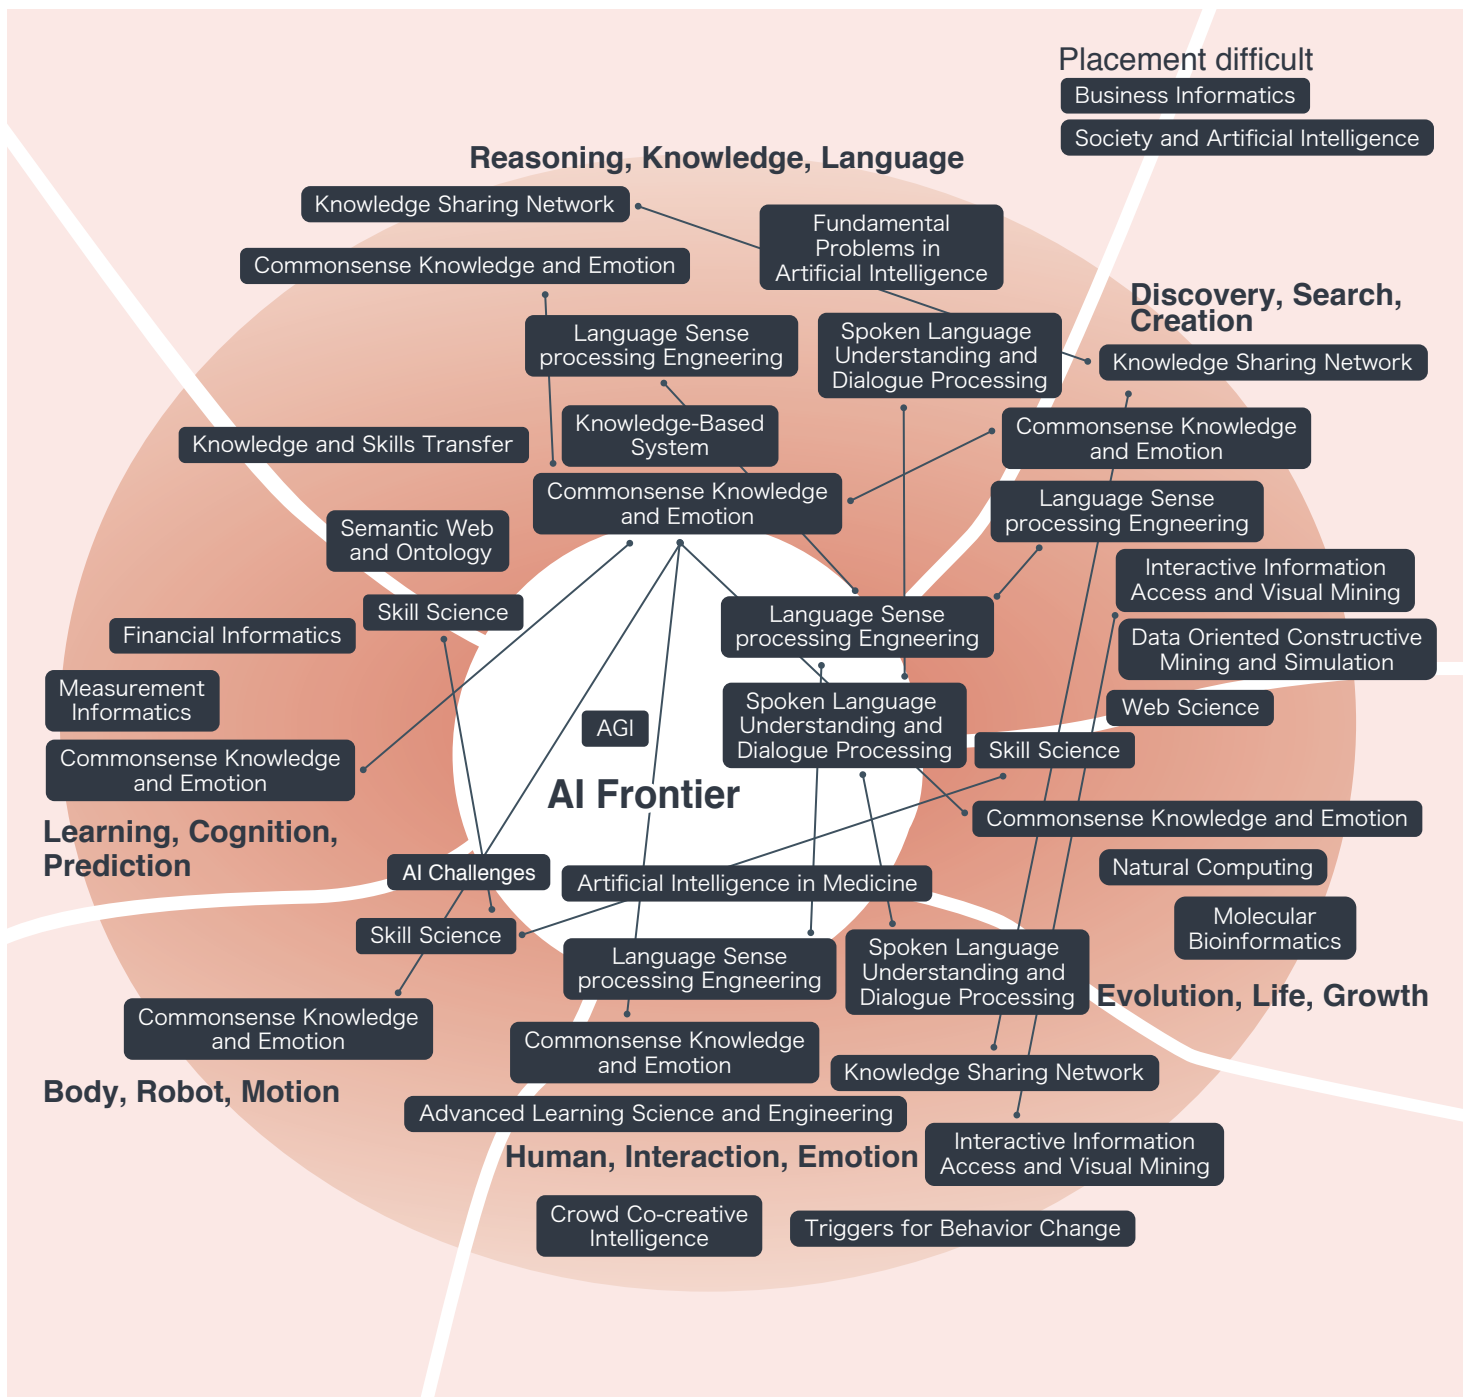 Placement difficult
Business Informatics
Society and Artificial Intelligence
Reasoning, Knowledge, Language
Knowledge Sharing Network
Fundamental
Problems in
Artificial Intelligence
Commonsense Knowledge and Emotion
Discovery, Search,
Creation
Language Sense
processing Engneering
Spoken Language
Understanding and
Dialogue Processing
Knowledge Sharing Network
Knowledge and Skills Transfer
Knowledge-Based
System
Commonsense Knowledge
and Emotion
Commonsense Knowledge
and Emotion
Language Sense
processing Engneering
Semantic Web
and Ontology
Interactive Information
Access and Visual Mining
Skill Science
Financial Informatics
Language Sense
processing Engneering
Data Oriented Constructive
Mining and Simulation
Measurement
Informatics
Web Science
AGI
Spoken Language
Understanding and
Dialogue Processing
Skill Science
Commonsense Knowledge
and Emotion
AI Frontier
Commonsense Knowledge and Emotion
Learning, Cognition,
Prediction
AI Challenges
Artificial Intelligence in Medicine
Natural Computing
Skill Science
Molecular
Bioinformatics
Language Sense
processing Engneering
Spoken Language
Understanding and
Dialogue Processing
Evolution, Life, Growth
Commonsense Knowledge
and Emotion
Commonsense Knowledge
and Emotion
Knowledge Sharing Network
Body, Robot, Motion
Advanced Learning Science and Engineering
Human, Interaction, Emotion
Interactive Information
Access and Visual Mining
Crowd Co-creative
Intelligence
Triggers for Behavior Change